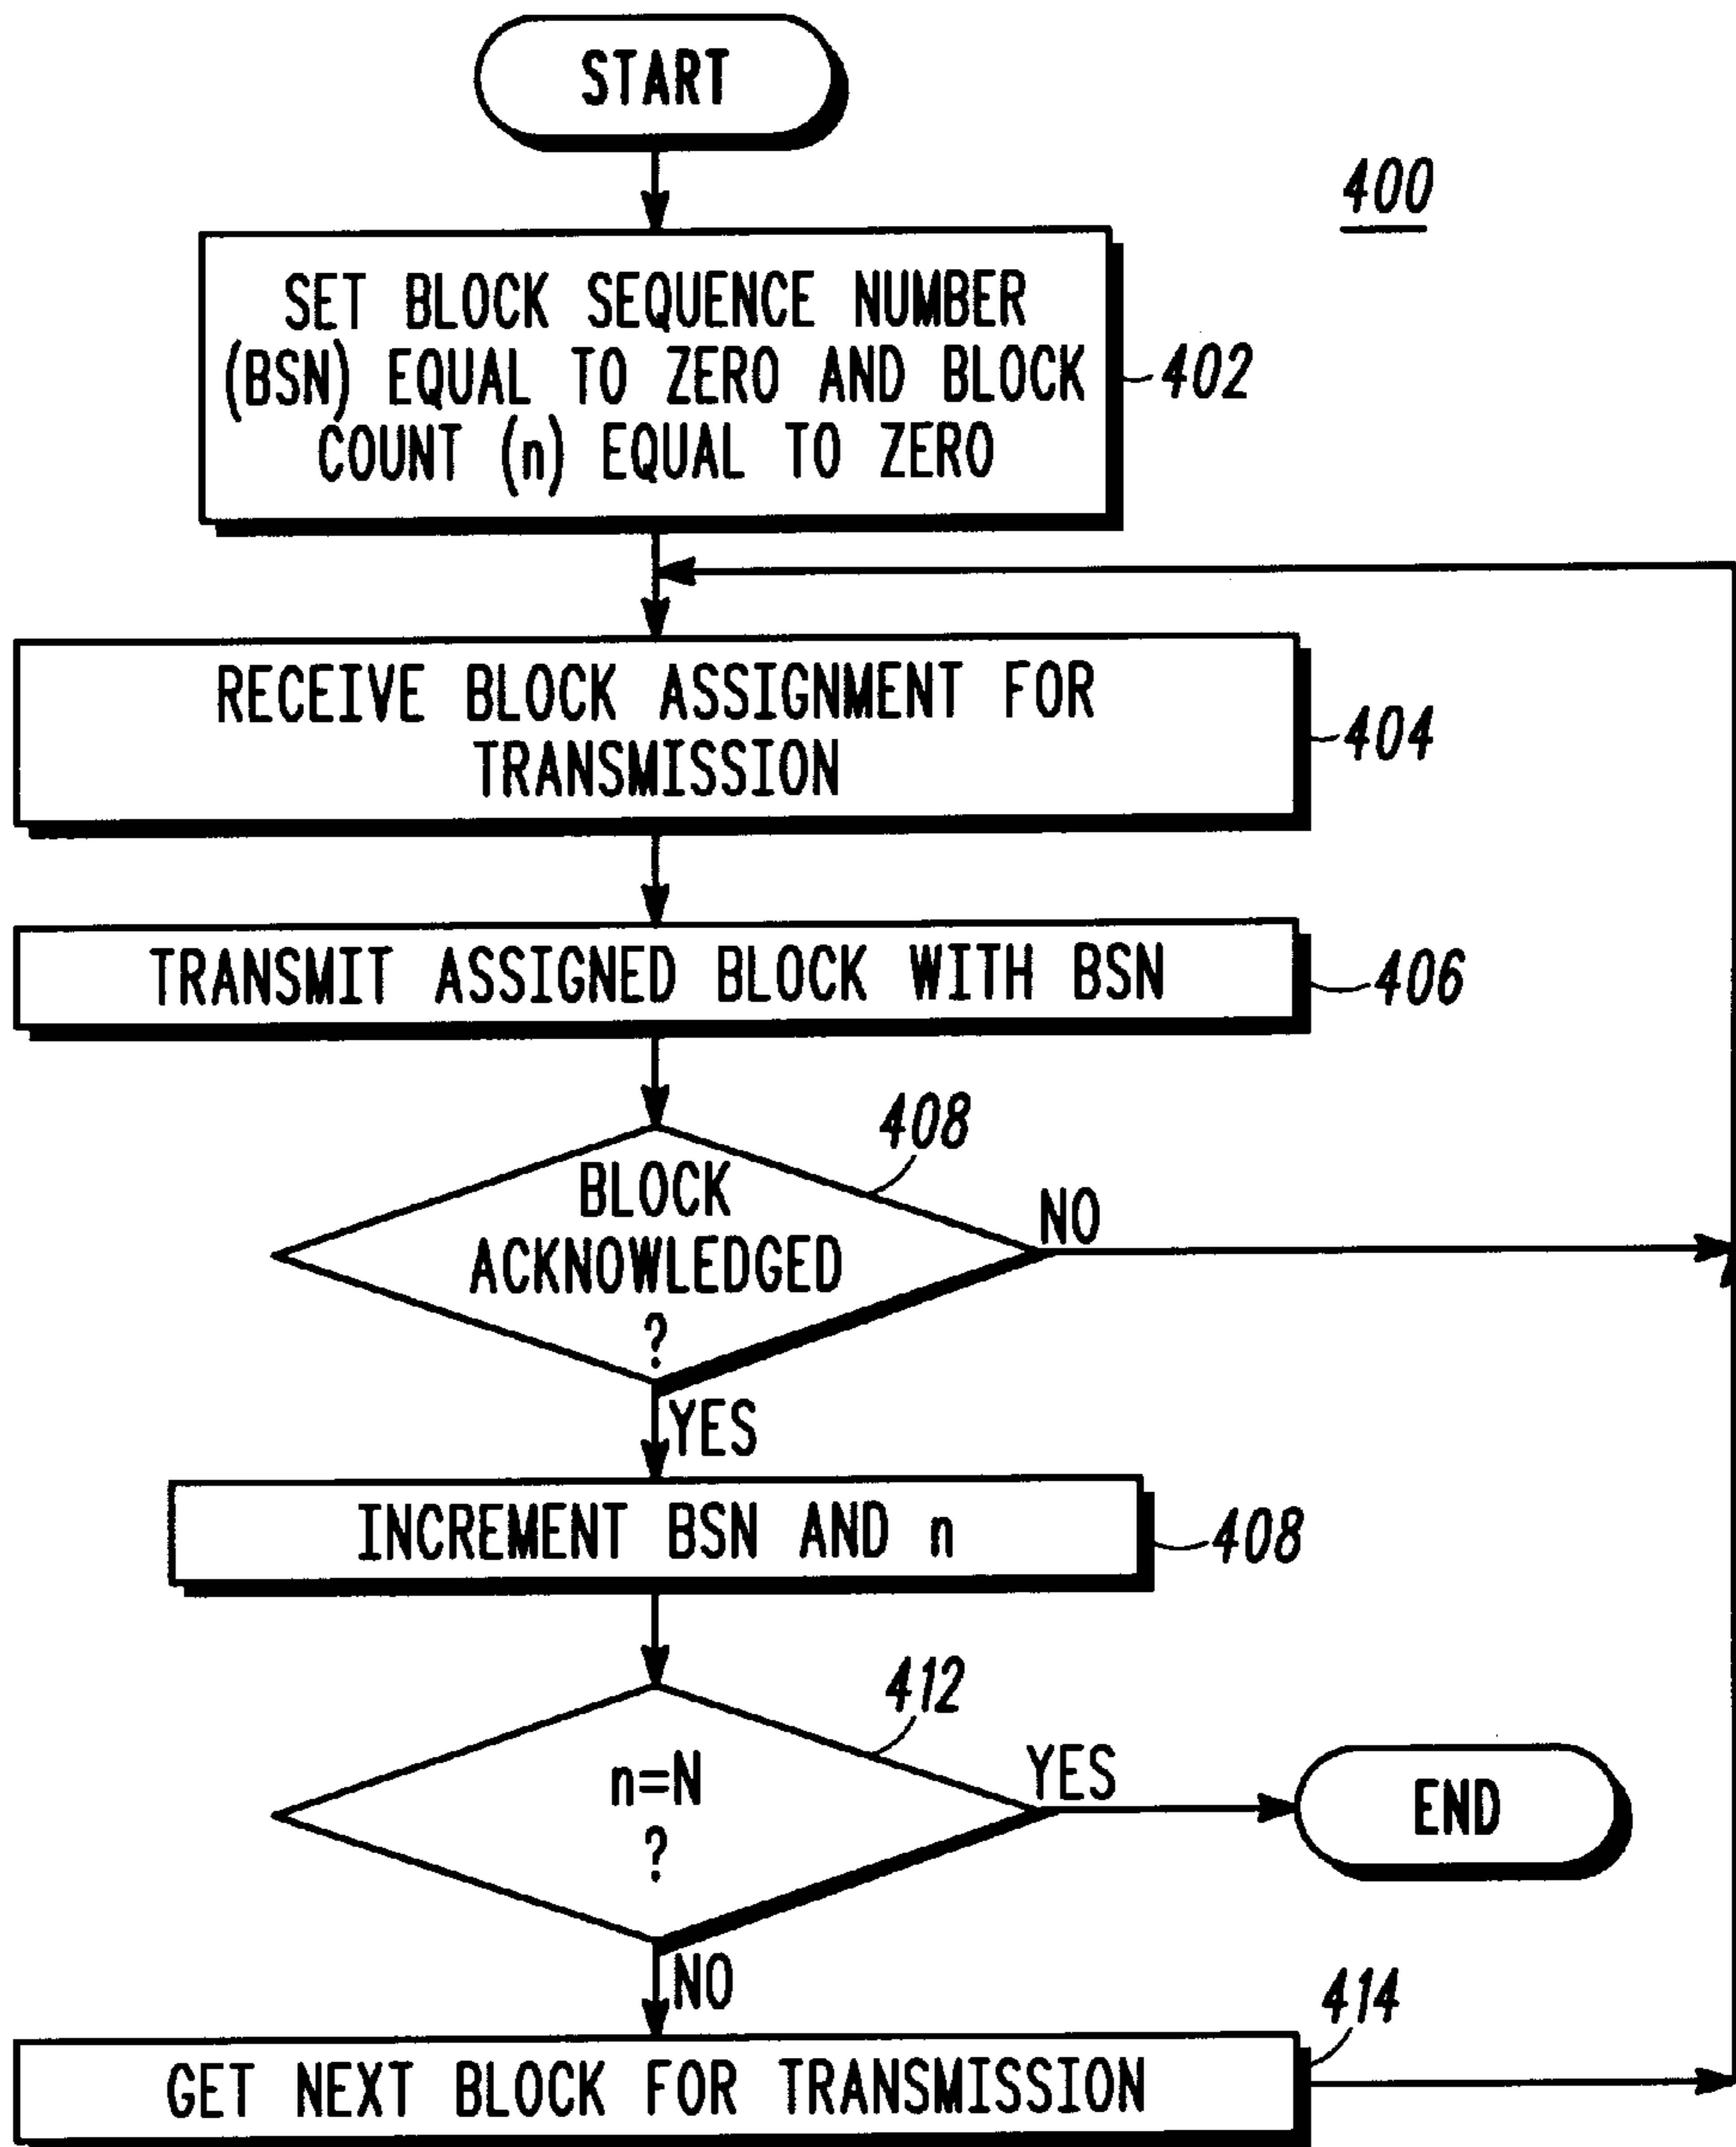 START
400
SET BLOCK SEQUENCE NUMBER
(BSN) EQUAL TO ZERO AND BLOCK
COUNT (n) EQUAL TO ZERO
402
RECEIVE BLOCK ASSIGNMENT FOR
TRANSMISSION
404
TRANSMIT ASSIGNED BLOCK WITH BSN
406
408
BLOCK
ACKNOWLEDGED
?
NO
YES
INCREMENT BSN AND n
408
412
n=N
?
YES
END
NO
414
GET NEXT BLOCK FOR TRANSMISSION